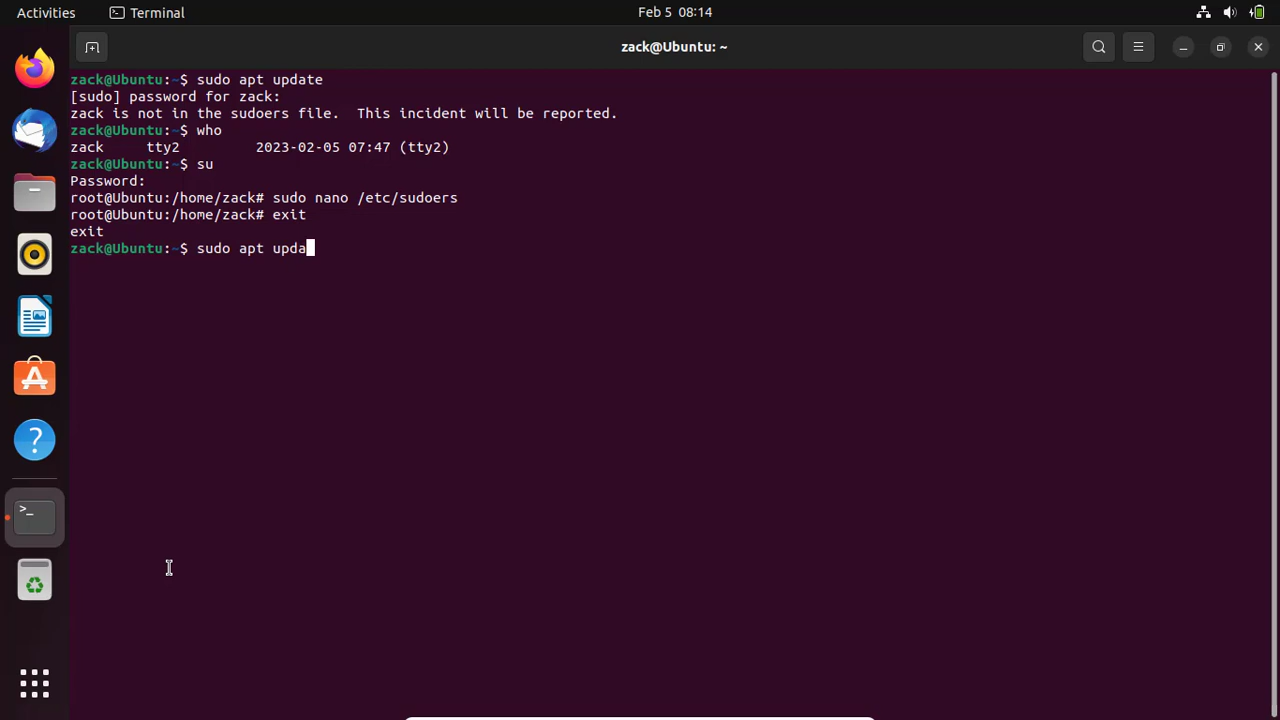 Activities Terminal Feb 5 08:14
zack@Ubuntu: ~
zack@Ubuntu:~$ sudo apt update
[sudo] password for zack:
zack is not in the sudoers file.  This incident will be reported.
zack@Ubuntu:~$ who
zack     tty2         2023-02-05 07:47 (tty2)
zack@Ubuntu:~$ su
Password:
root@Ubuntu:/home/zack# sudo nano /etc/sudoers
root@Ubuntu:/home/zack# exit
exit
zack@Ubuntu:~$ sudo apt upda